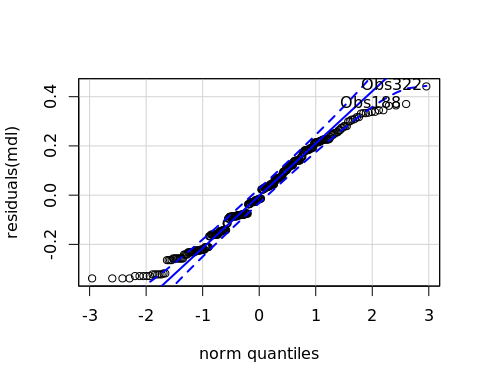 Obs322
Obs188
0.4
0.2
0.0
-0.2
residuals(mdl)
-3 -2 -1 0 1 2 3
norm quantiles